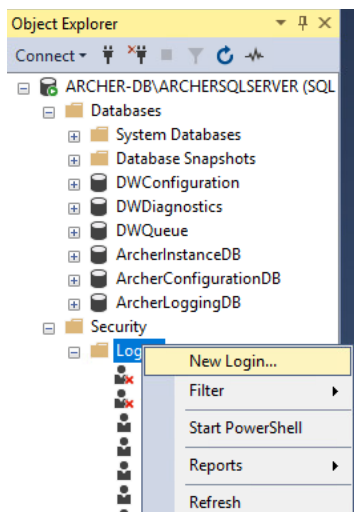 Object Explorer
Connect
ARCHER-DB\ARCHERSQLSERVER (SQL
Databases
System Databases
Database Snapshots
DWConfiguration
DWDiagnostics
DWQueue
ArcherInstanceDB
ArcherConfigurationDB
ArcherLoggingDB
Security
Log
New Login...
Filter
Start PowerShell
Reports
Refresh